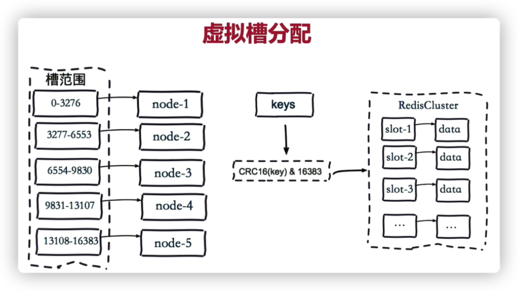 虚拟槽分配
槽范围
0-3276
node-1
3277-6553
node-2
6554-9830
node-3
9831-13107
node-4
13108-16383
node-5
keys
CRC16(key) & 16383
RedisCluster
slot-1
data
slot-2
data
slot-3
data
...
...